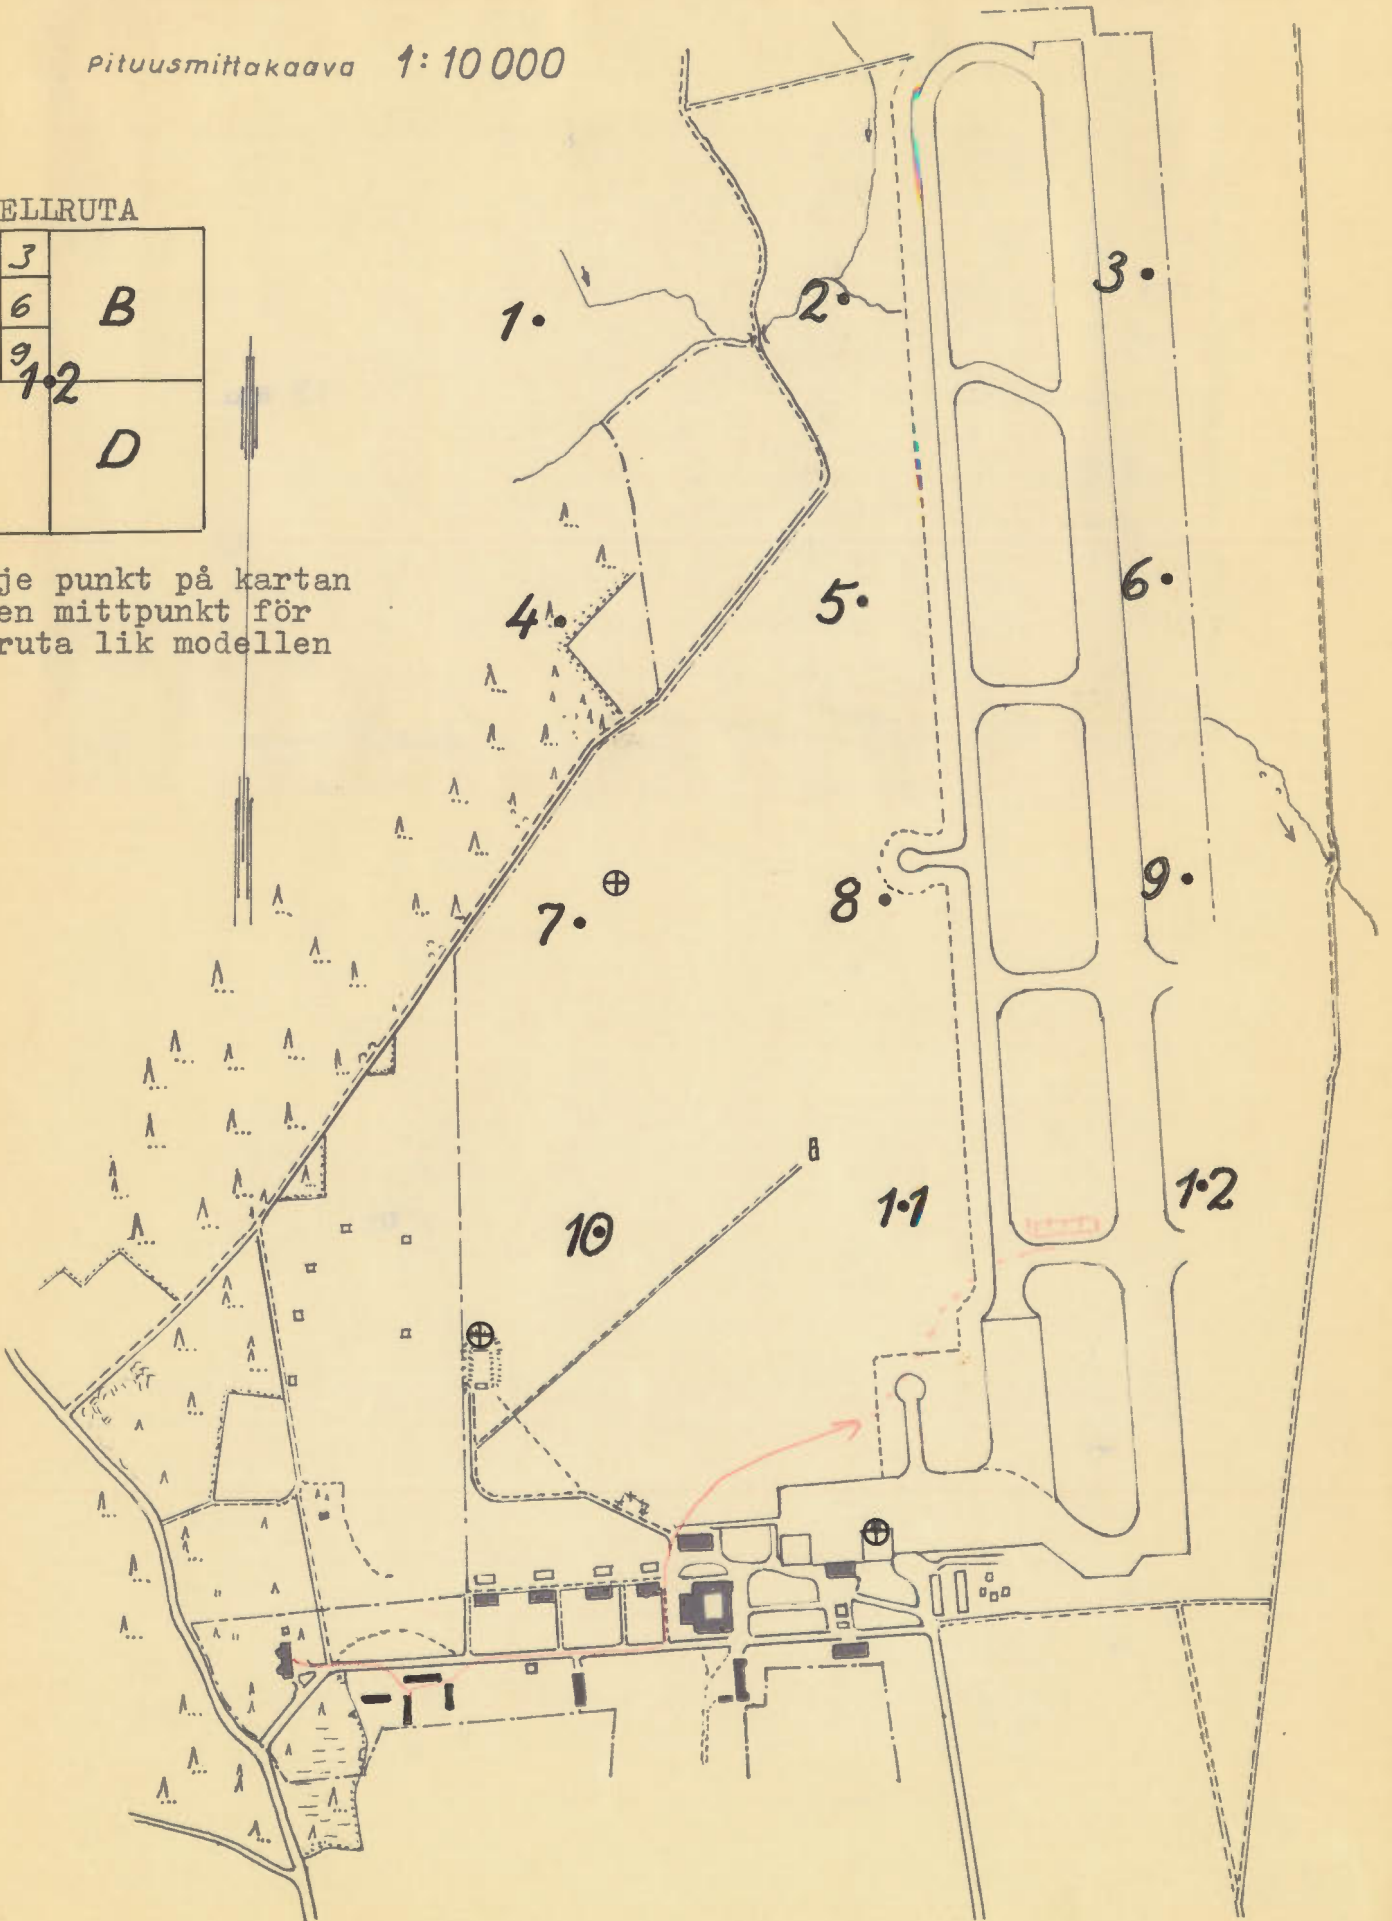 Pituusmittakaava 1:10 000
ELLRUTA
3
6
9
B
1•2
D
je punkt på kartan
en mittpunkt för
ruta lik modellen
1•
2•
3•
4•
5•
6•
7•
8•
9•
10
1•1
1•2